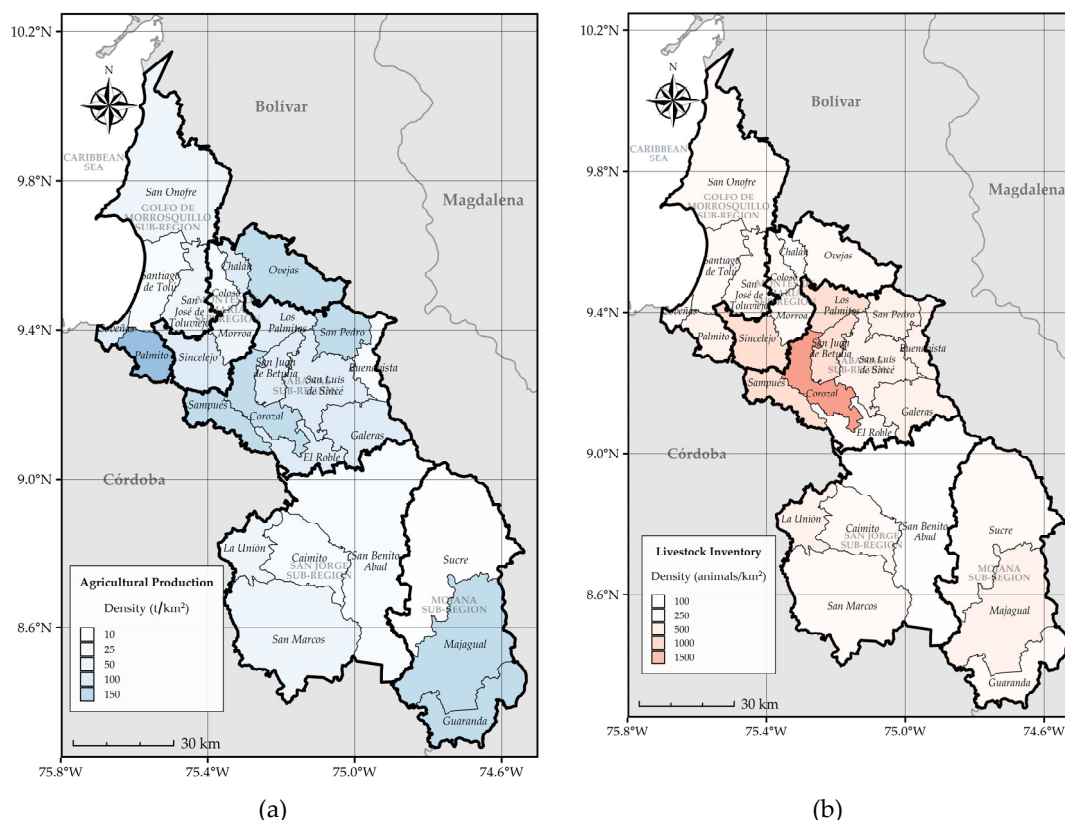 10.2°N
9.8°N
9.4°N
9.0°N
8.6°N
75.8°W
75.4°W
75.0°W
74.6°W
N
Bolívar
CARIBBEAN
SEA
Magdalena
San Onofre
GOLFO DE
MORROSQUILLO
SUB-REGION
Santiago
de Tolú
San
José de
Toluviejo
Chalán
Coloso
Ovejas
Morroa
Los
Palmitos
San Pedro
Palmito
Sincelejo
San Juan
de Betulia
Buenavista
San Luis
de Sincé
SUB-REGION
Sampués
Corozal
Galeras
El Roble
Córdoba
La Unión
Caimito
SAN JORGE
SUB-REGION
San Benito
Abud
Sucre
MOJANA
SUB-REGION
San Marcos
Majagual
Guaranda
Agricultural Production
Density (t/km²)
10
25
50
100
150
30 km
(a)
10.2°N
9.8°N
9.4°N
9.0°N
8.6°N
75.8°W
75.4°W
75.0°W
74.6°W
N
Bolívar
CARIBBEAN
SEA
Magdalena
San Onofre
GOLFO DE
MORROSQUILLO
SUB-REGION
Santiago
de Tolú
San
José de
Toluviejo
Chalán
Coloso
Ovejas
Morroa
Los
Palmitos
San Pedro
Palmito
Sincelejo
San Juan
de Betulia
Buenavista
San Luis
de Sincé
SUB-REGION
Sampués
Corozal
Galeras
El Roble
Córdoba
La Unión
Caimito
SAN JORGE
SUB-REGION
San Benito
Abud
Sucre
MOJANA
SUB-REGION
San Marcos
Majagual
Guaranda
Livestock Inventory
Density (animals/km²)
100
250
500
1000
1500
30 km
(b)